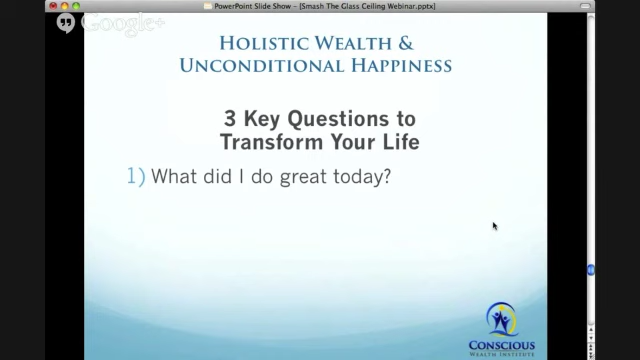 PowerPoint Slide Show - [Smash The Glass Ceiling Webinar.pptx]
Google+
Holistic Wealth &
Unconditional Happiness
3 Key Questions to
Transform Your Life
1) What did I do great today?
Conscious
Wealth Institute